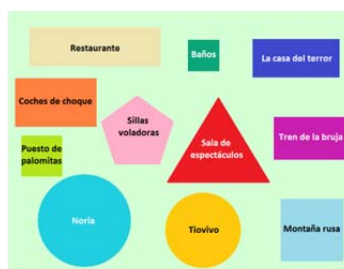 Restaurante
Baños
La casa del terror
Coches de choque
Sillas
voladoras
Sala de
espectáculos
Tren de la bruja
Puesto de
palomitas
Noria
Tiovivo
Montaña rusa